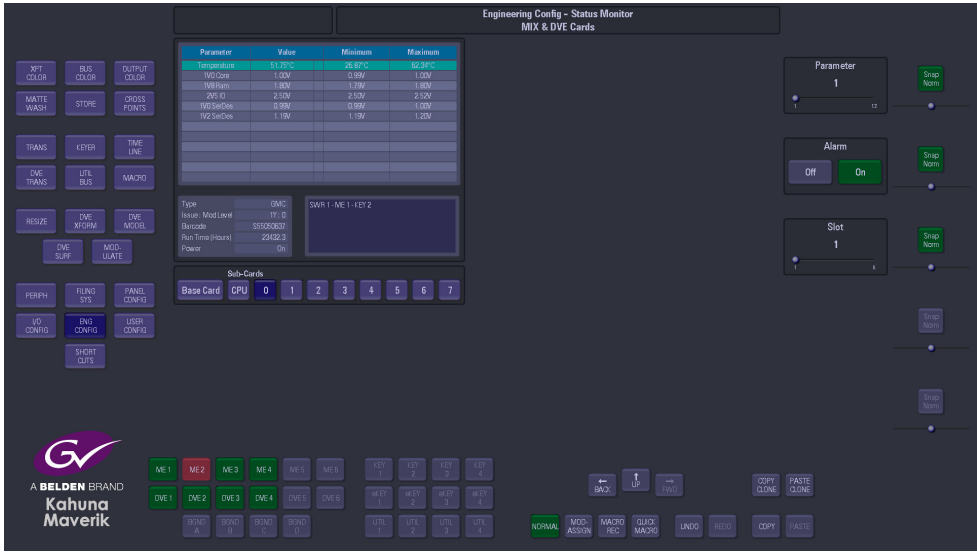 Engineering Config - Status Monitor
MIX & DVE Cards
XPT COLOR
BUS COLOR
OUTPUT COLOR
MATTE WASH
STORE
CROSS POINTS
TRANS
KEYER
TIME LINE
DVE TRANS
UTIL BUS
MACRO
RESIZE
DVE XFORM
DVE MODEL
DVE SURF
MOD-ULATE
PERIPH
FILING SYS
PANEL CONFIG
I/O CONFIG
ENG CONFIG
USER CONFIG
SHORT CUTS
Parameter Value Minimum Maximum
Temperature 51.75°C 26.87°C 62.34°C
1V0 Core 1.00V 0.99V 1.00V
1V8 Ram 1.80V 1.79V 1.80V
2V5 IO 2.50V 2.50V 2.52V
1V0 SerDes 0.99V 0.99V 1.00V
1V2 SerDes 1.19V 1.19V 1.20V
Type GMC
Issue : Mod Level 1Y : 0
Barcode S55050637
Run Time (Hours) 23432.3
Power On
SWR 1 - ME 1 - KEY 2
Sub-Cards
Base Card CPU 0 1 2 3 4 5 6 7
Parameter
1
1 12
Snap Norm
Alarm
Off On
Snap Norm
Slot
1
1
Snap Norm
Snap Norm
Snap Norm
GV
A BELDEN BRAND
Kahuna
Maverik
ME 1 ME 2 ME 3 ME 4 ME 5 ME 6
DVE 1 DVE 2 DVE 3 DVE 4 DVE 5 DVE 6
BGND A BGND B BGND C BGND D
KEY 1 KEY 2 KEY 3 KEY 4
KEY 1 KEY 2 KEY 3 KEY 4
UTIL 1 UTIL 2 UTIL 3 UTIL 4
BACK UP FWD
COPY CLONE PASTE CLONE
NORMAL MOD-ASSIGN MACRO REC QUICK MACRO UNDO REDO COPY PASTE